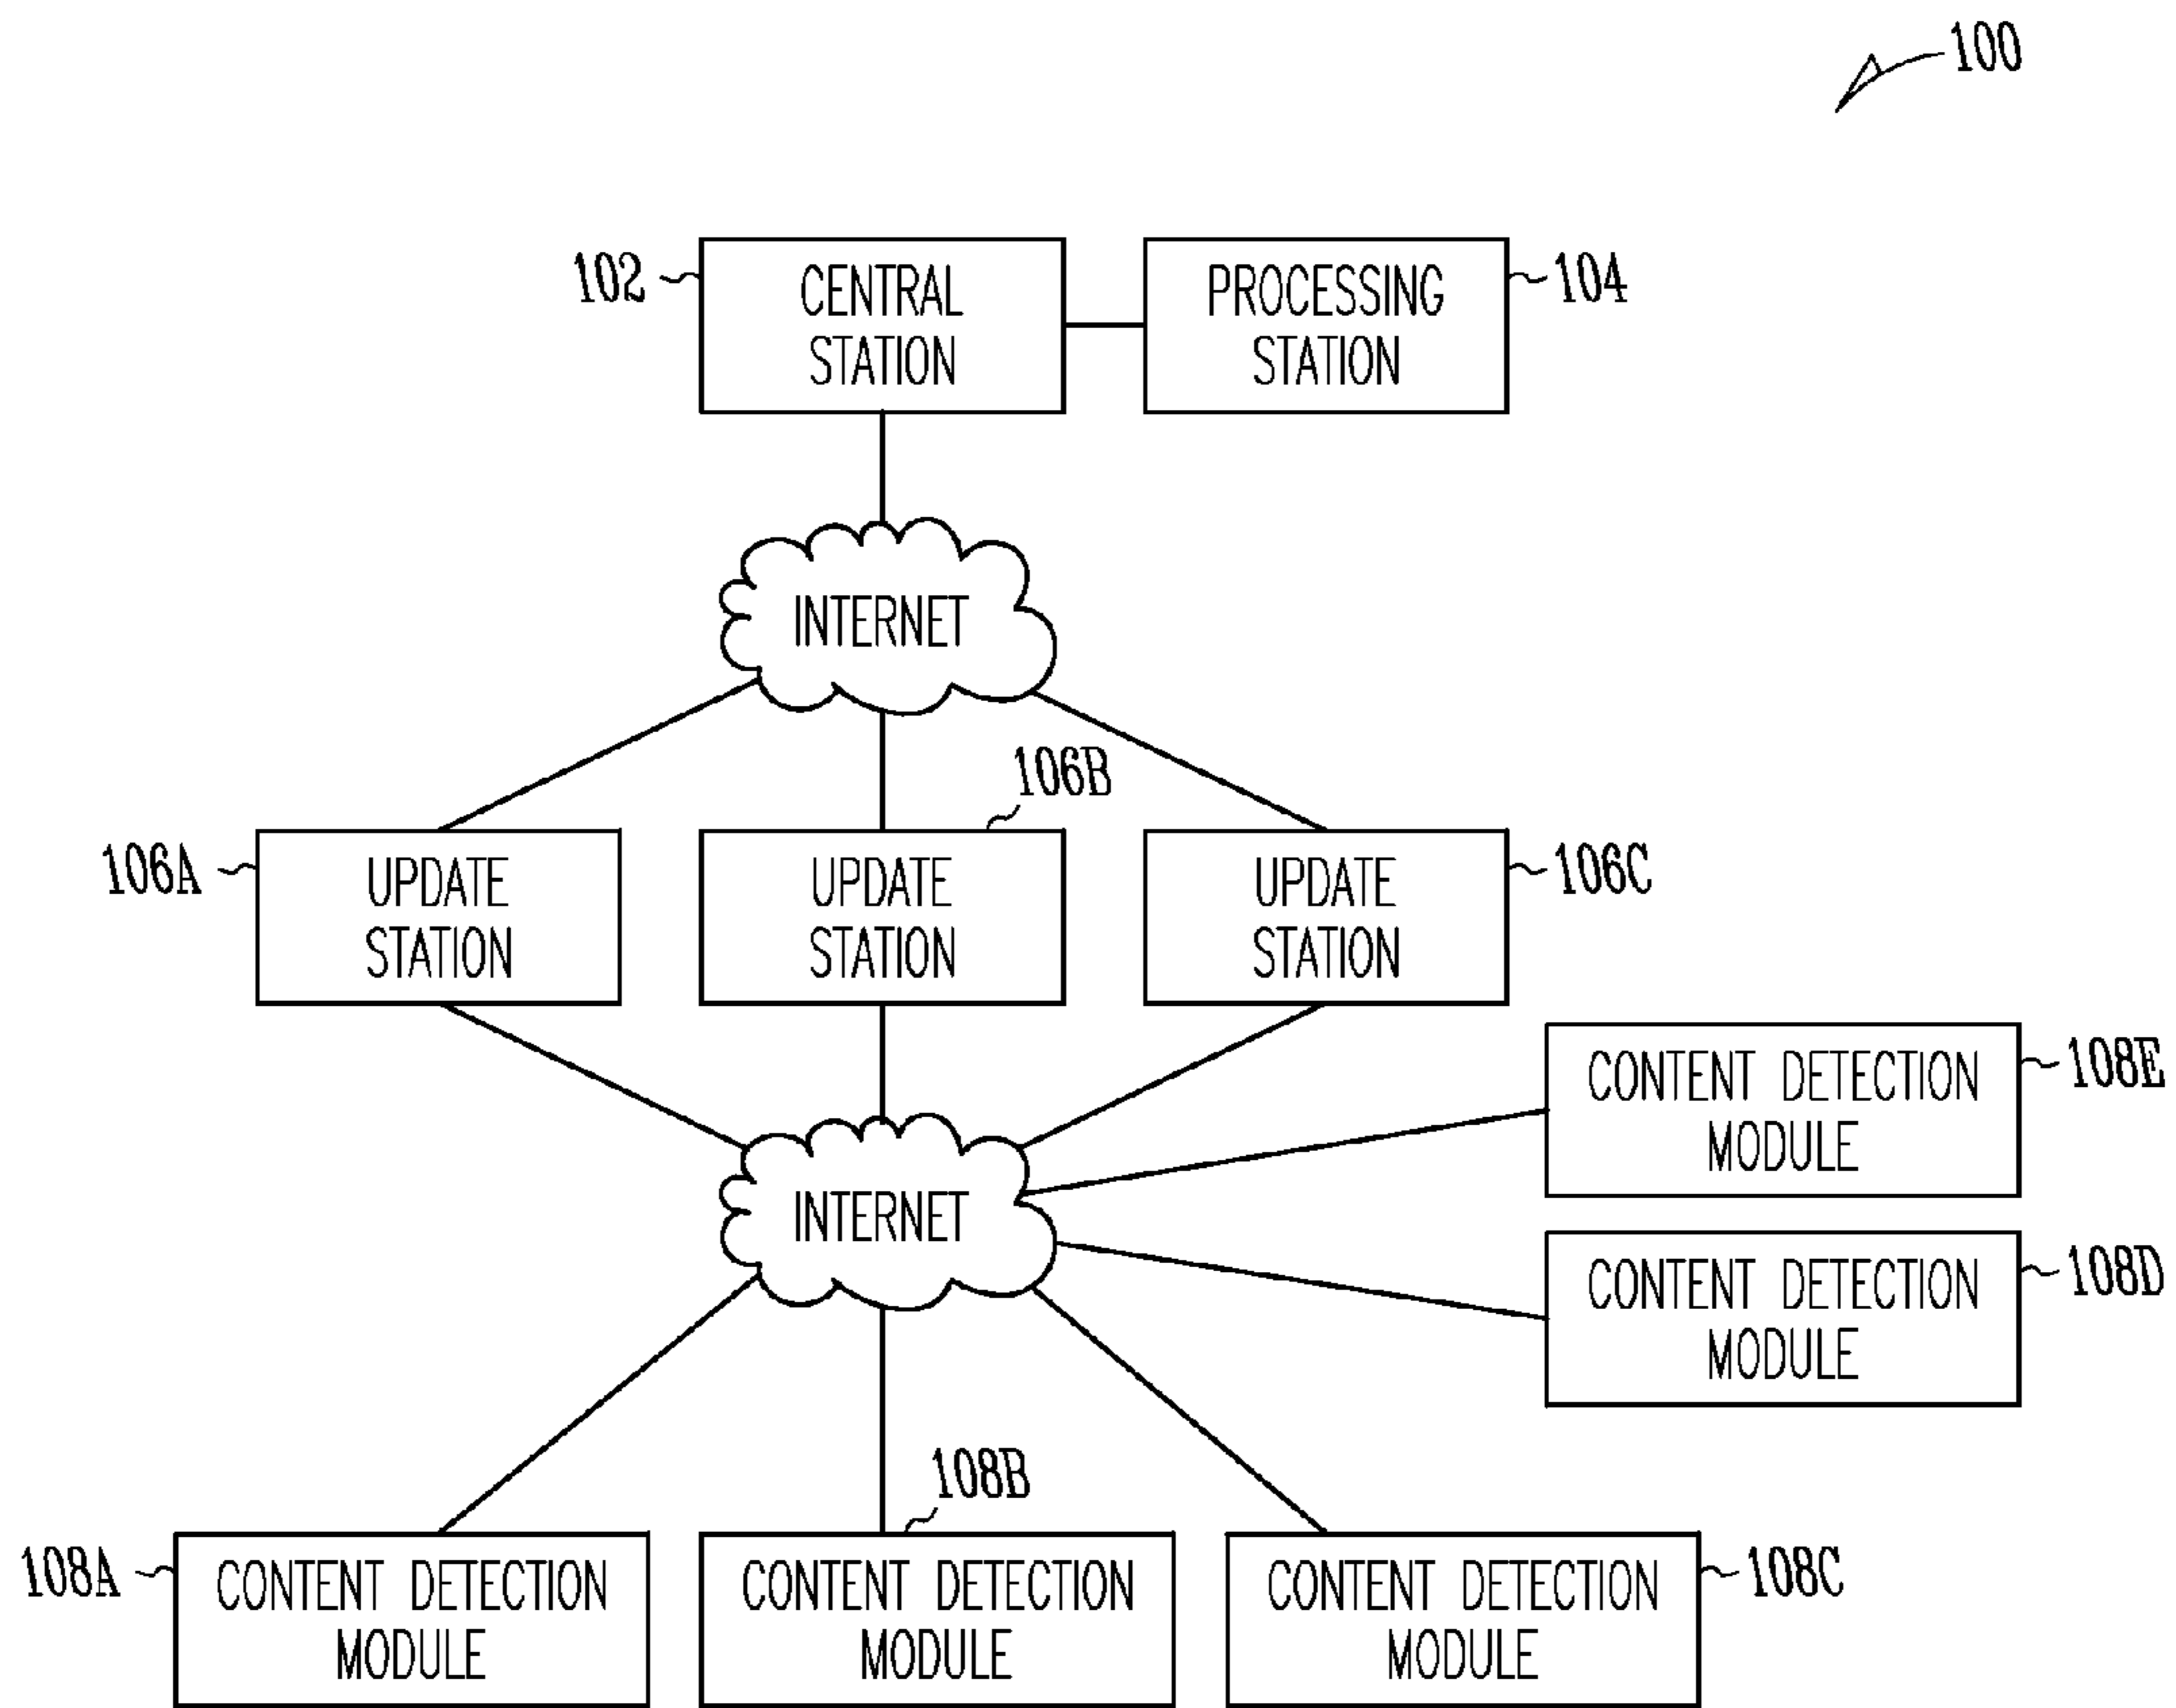 100
102
CENTRAL
STATION
PROCESSING
STATION
104
INTERNET
106B
106A
UPDATE
STATION
UPDATE
STATION
UPDATE
STATION
106C
CONTENT DETECTION
MODULE
108E
INTERNET
CONTENT DETECTION
MODULE
108D
108B
108A
CONTENT DETECTION
MODULE
CONTENT DETECTION
MODULE
CONTENT DETECTION
MODULE
108C